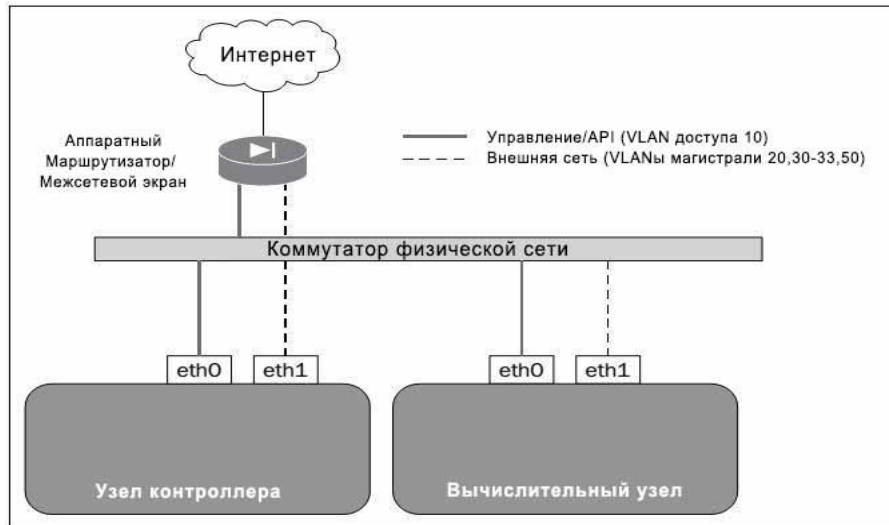 Интернет
Аппаратный
Маршрутизатор/
Межсетевой экран
Управление/API (VLAN доступа 10)
Внешняя сеть (VLANы магистрали 20,30-33,50)
Коммутатор физической сети
eth0
eth1
eth0
eth1
Узел контроллера
Вычислительный узел